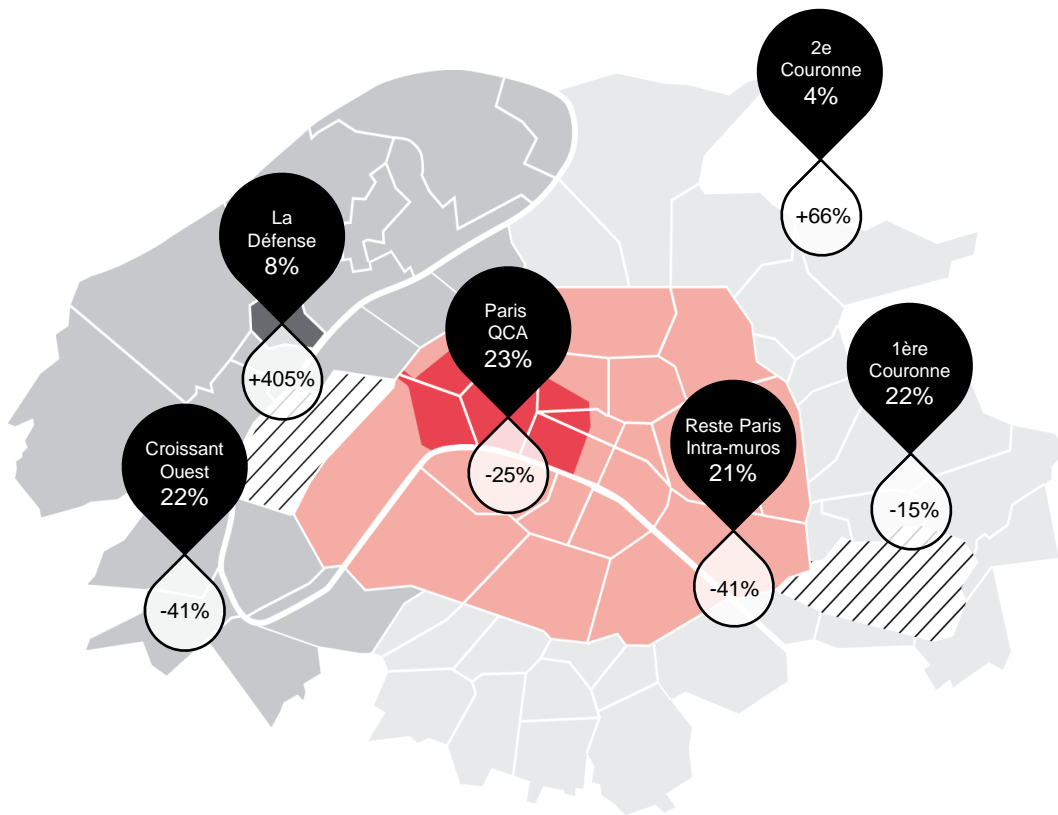 2e
Couronne
4%
+66%
La
Défense
8%
+405%
Paris
QCA
23%
-25%
1ère
Couronne
22%
-15%
Croissant
Ouest
22%
-41%
Reste Paris
Intra-muros
21%
-41%